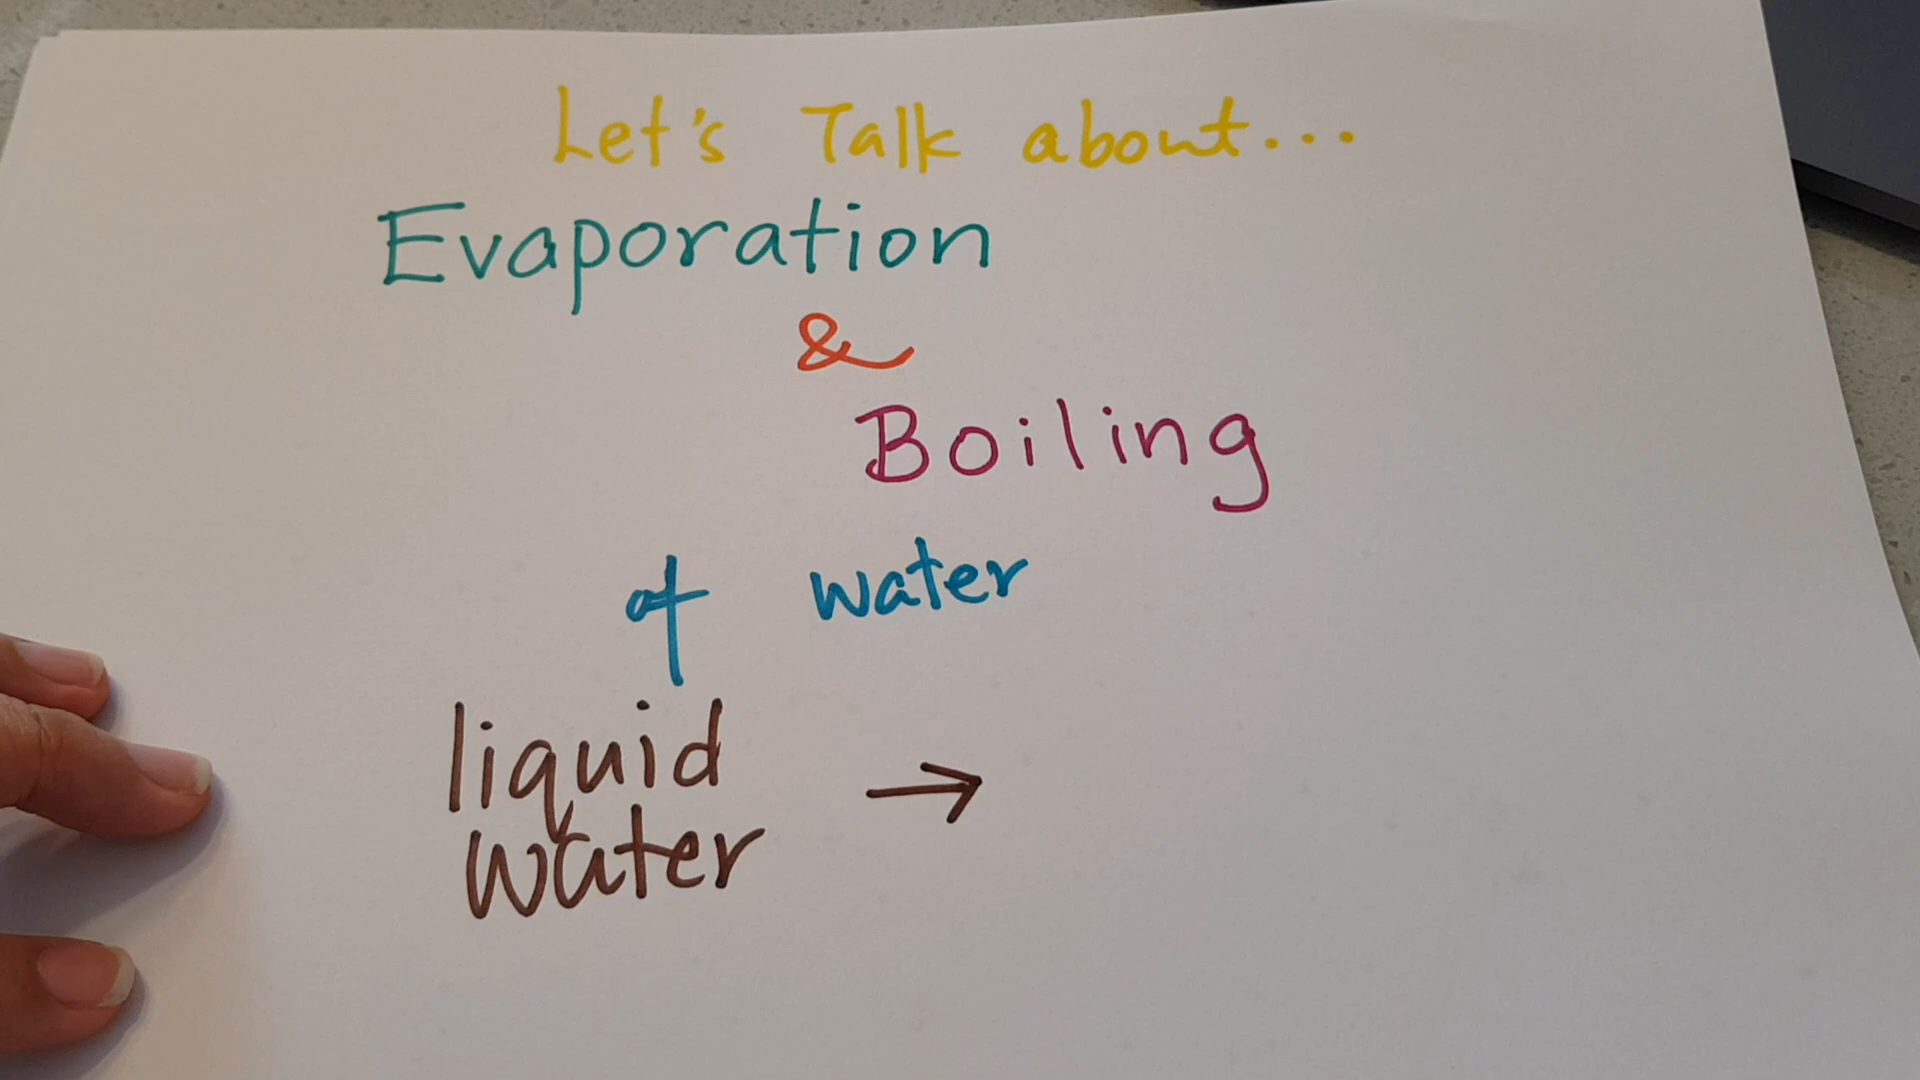 Let's Talk about...
Evaporation
&
Boiling
of water
liquid →
water